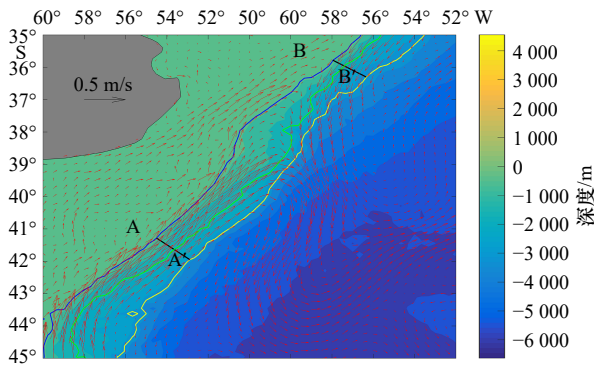 60° 58° 56° 54° 52° 60° 58° 56° 54° 52° W
35°
S
36°
37°
38°
39°
40°
41°
42°
43°
44°
45°
0.5 m/s
B
B'
A
A'
4 000
3 000
2 000
1 000
0
−1 000
−2 000
−3 000
−4 000
−5 000
−6 000
深度/m